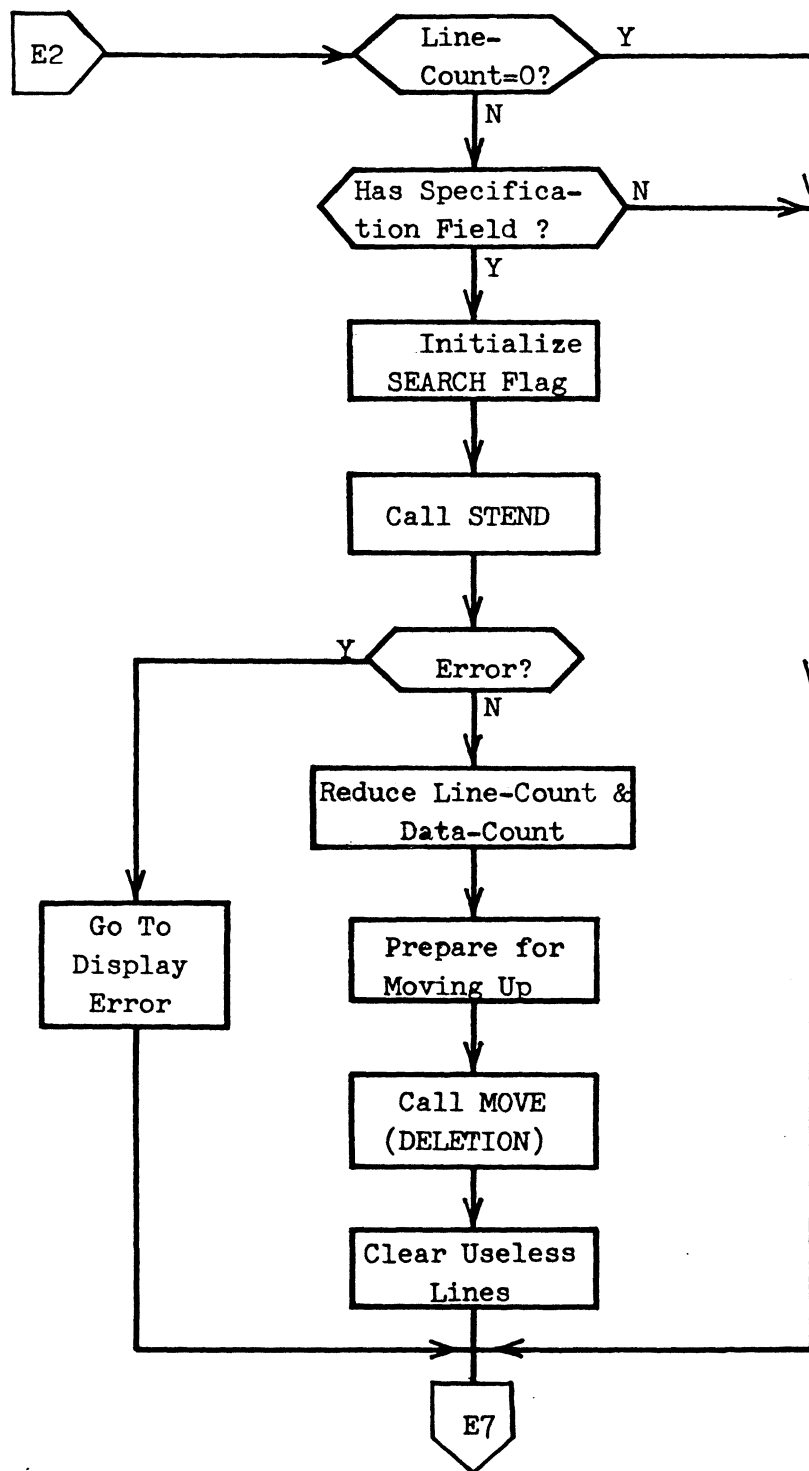 E2
Line-
Count=0?
Y
N
Has Specifica-
tion Field ?
N
Y
Initialize
SEARCH Flag
Call STEND
Y
Error?
N
Reduce Line-Count &
Data-Count
Go To
Display
Error
Prepare for
Moving Up
Call MOVE
(DELETION)
Clear Useless
Lines
E7